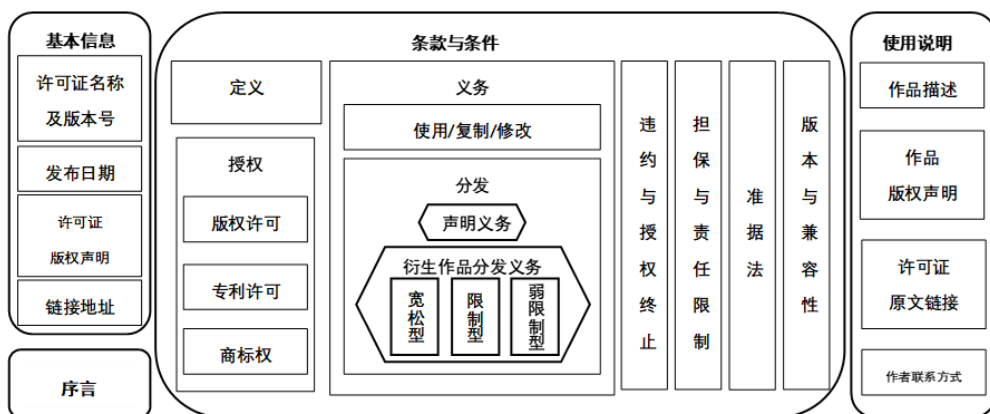 基本信息
许可证名称
及版本号
发布日期
许可证
版权声明
链接地址
序言
条款与条件
定义
授权
版权许可
专利许可
商标权
义务
使用/复制/修改
分发
声明义务
衍生作品分发义务
宽松型
限制型
弱限制型
违约与授权终止
担保与责任限制
准据法
版本与兼容性
使用说明
作品描述
作品
版权声明
许可证
原文链接
作者联系方式